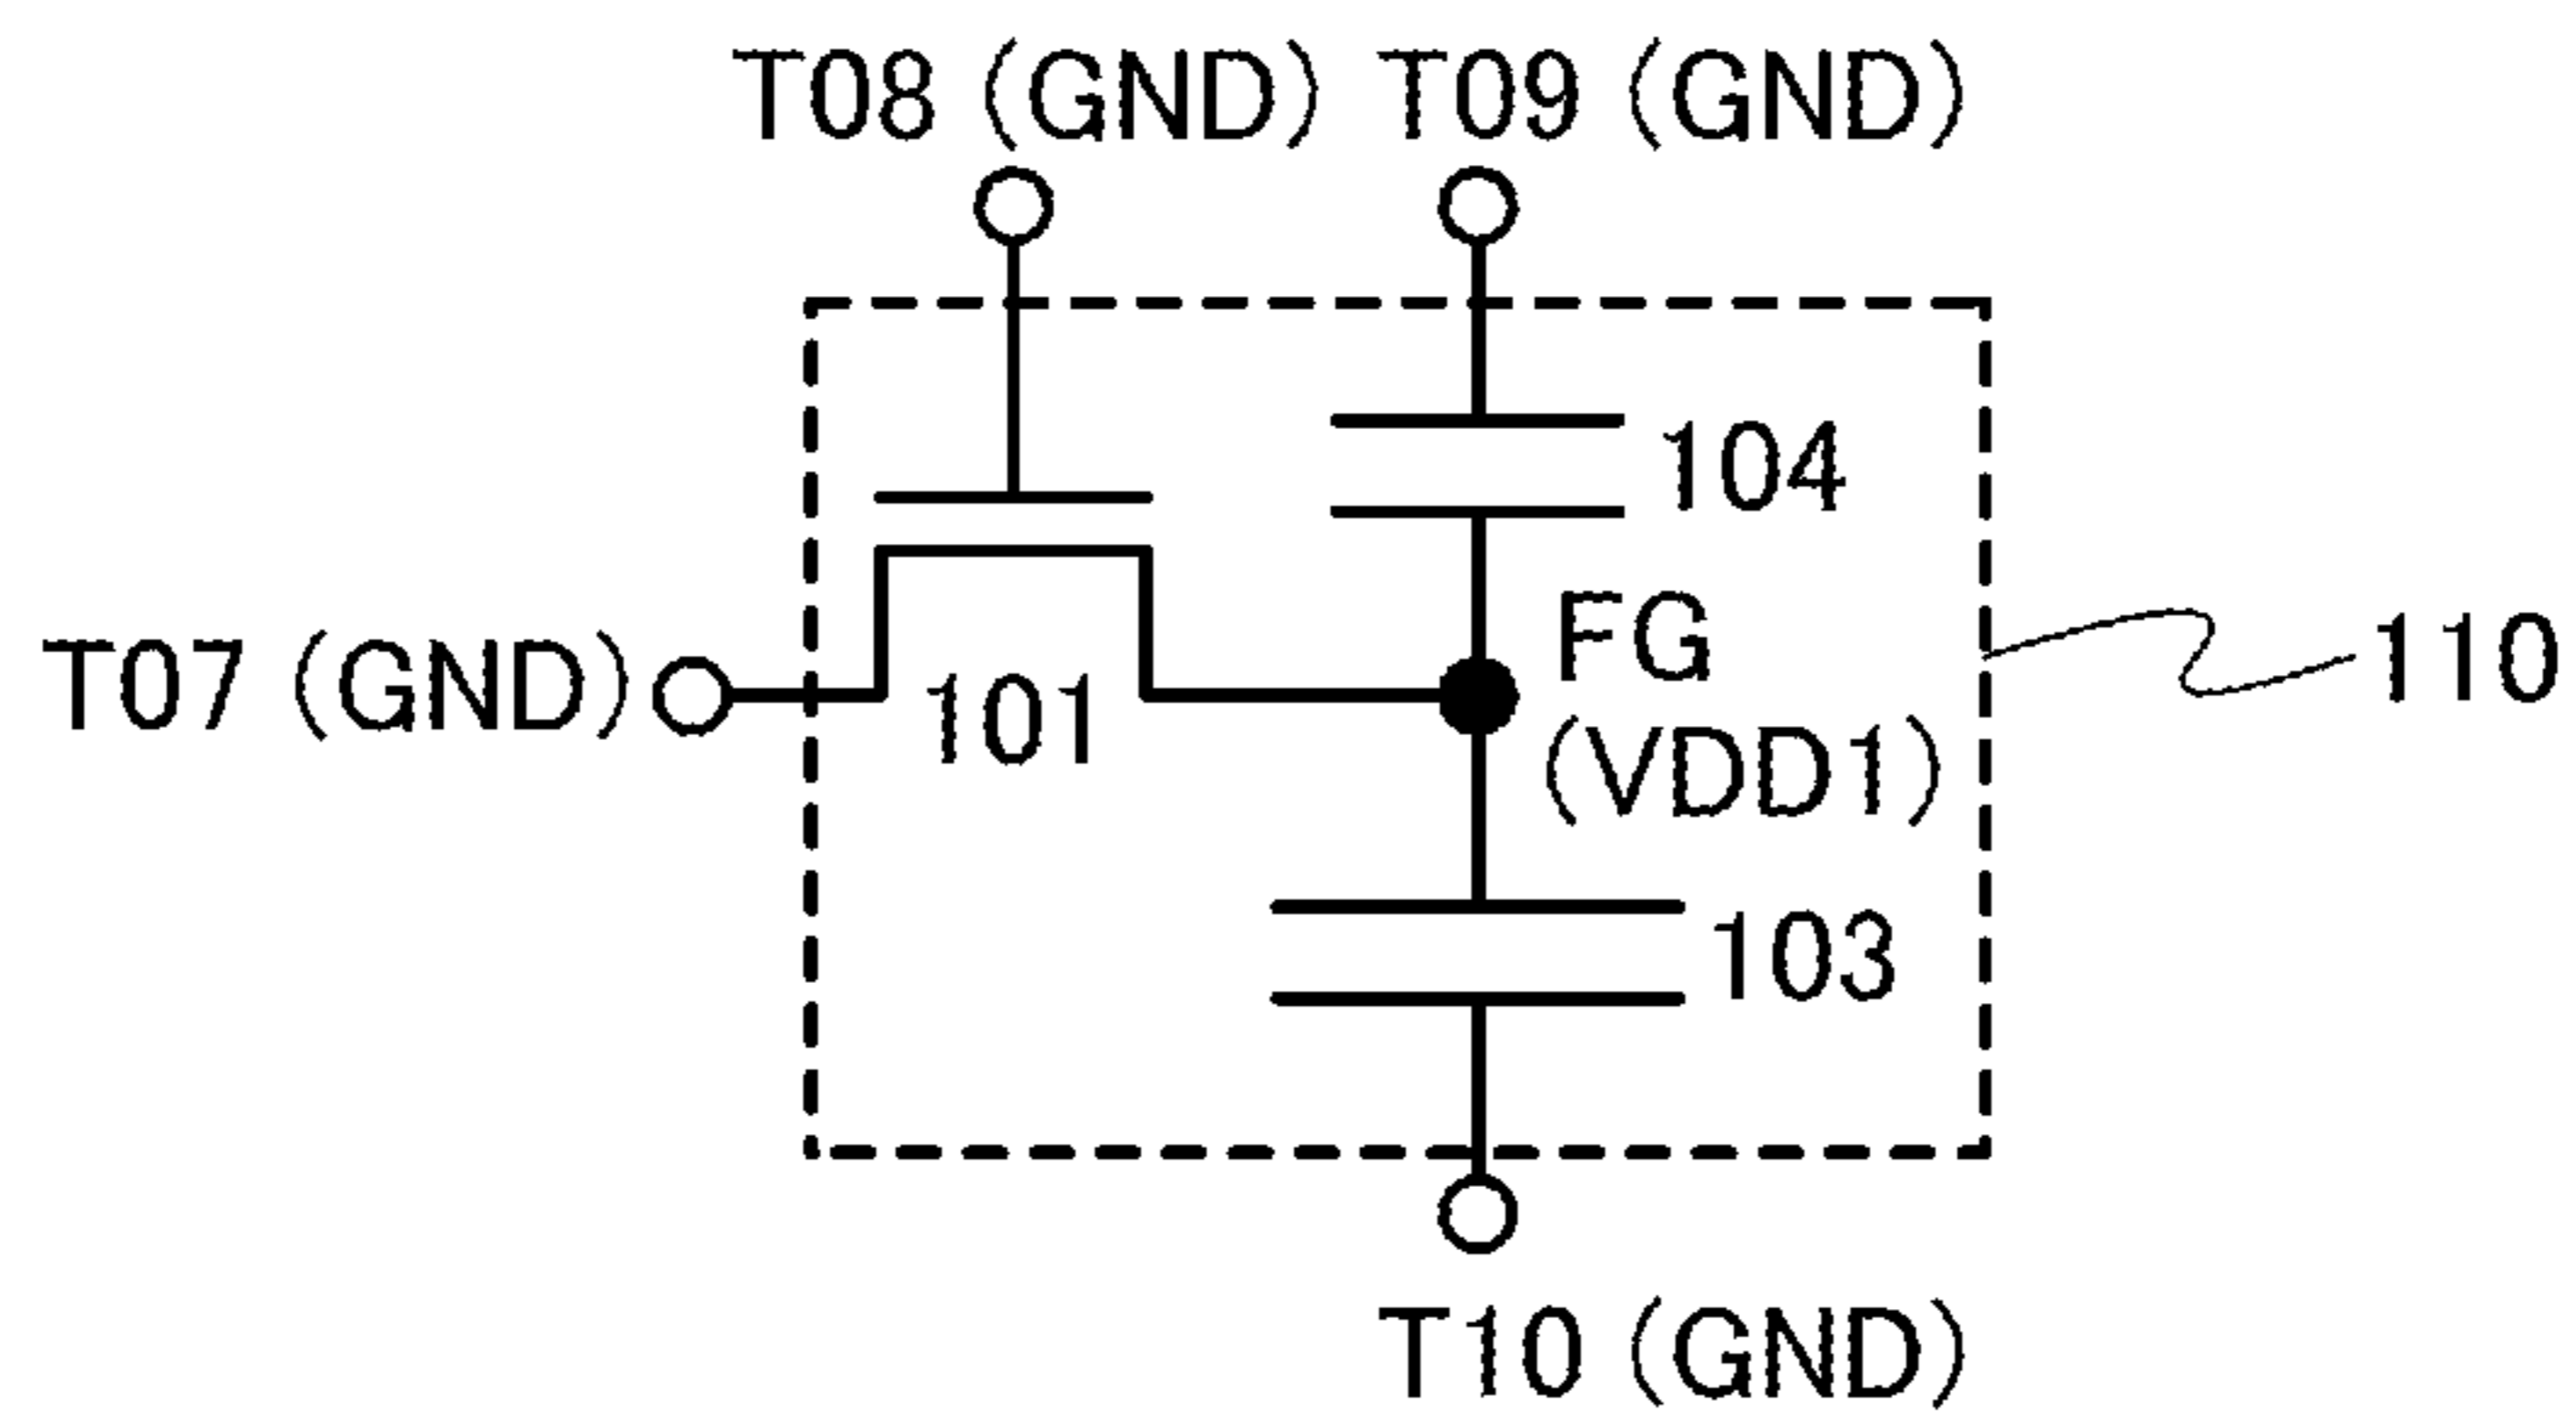 T08 (GND) T09 (GND)
104
FG
(VDD1)
110
T07 (GND)
101
103
T10 (GND)